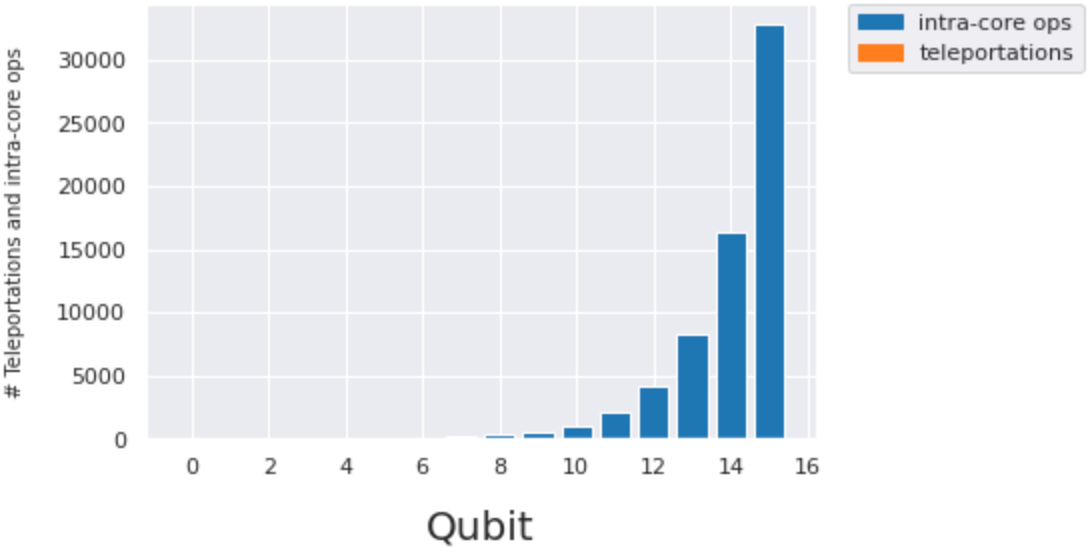 # Teleportations and intra-core ops
30000
25000
20000
15000
10000
5000
0
0 2 4 6 8 10 12 14 16
Qubit
intra-core ops
teleportations